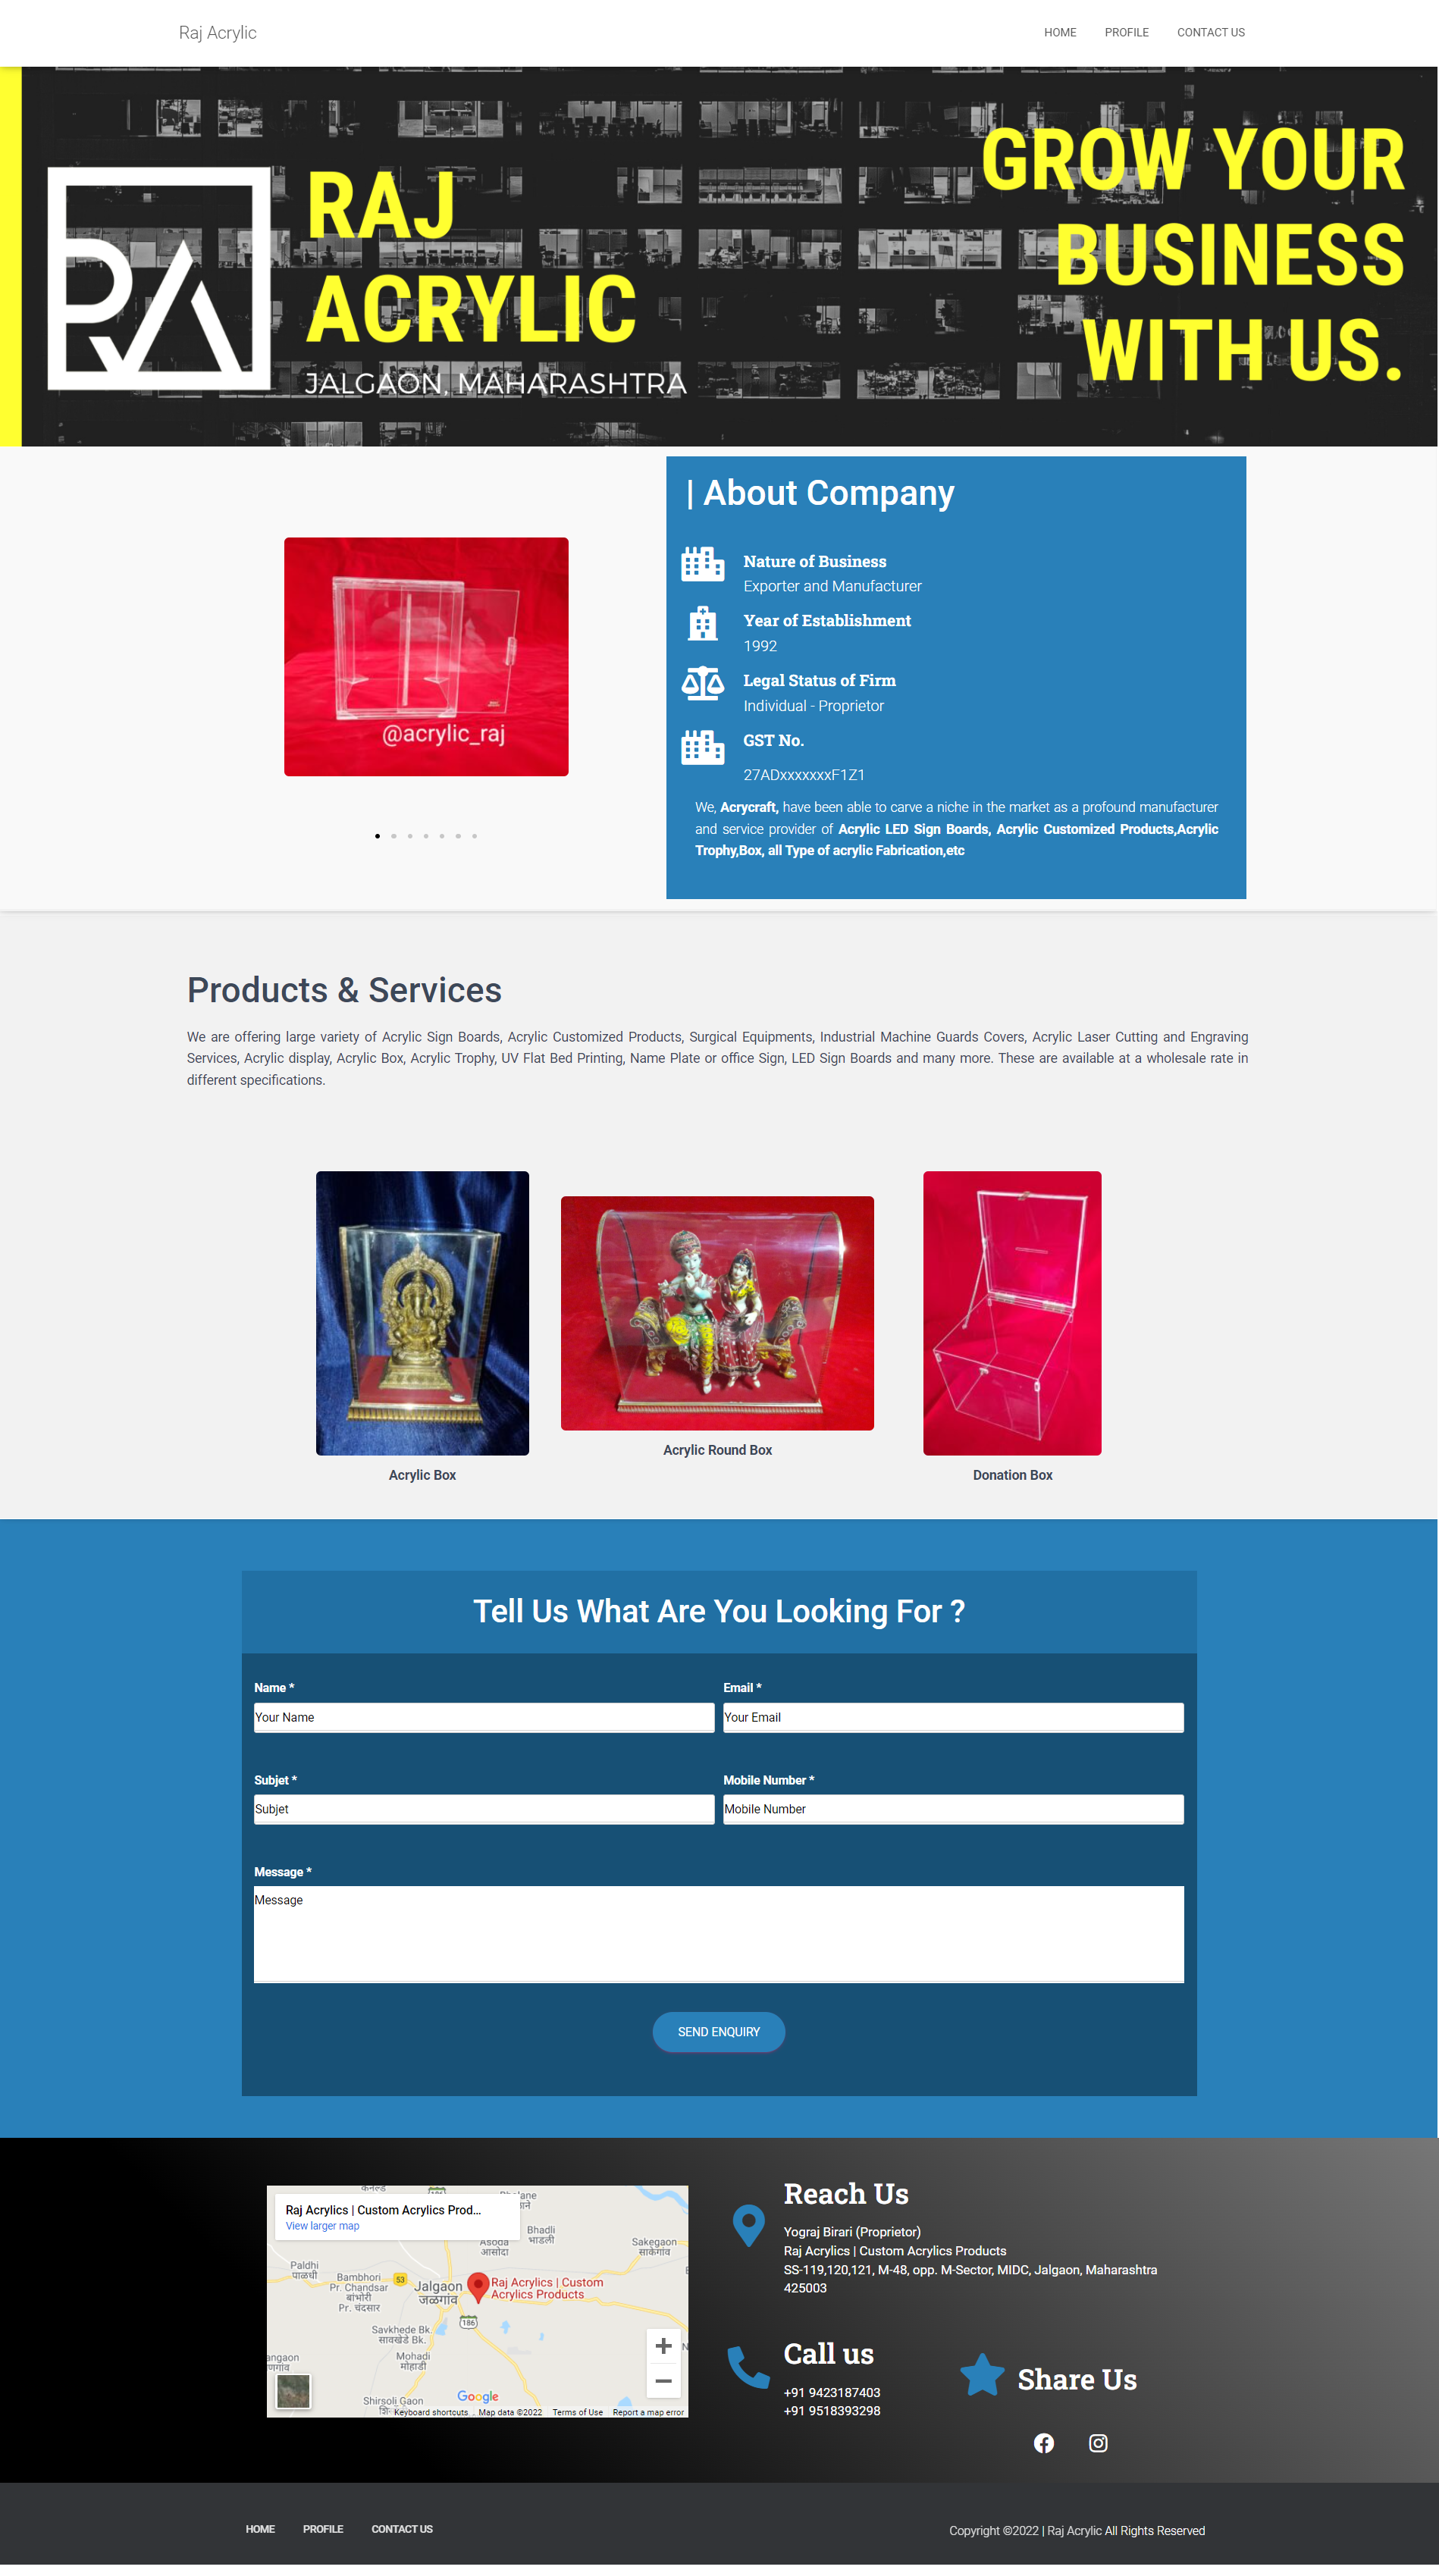 Raj Acrylic
HOME PROFILE CONTACT US
RAJ
ACRYLIC
JALGAON, MAHARASHTRA
GROW YOUR
BUSINESS
WITH US.
@acrylic_raj
| About Company
Nature of Business
Exporter and Manufacturer
Year of Establishment
1992
Legal Status of Firm
Individual - Proprietor
GST No.
27ADxxxxxxxF1Z1
We, Acrycraft, have been able to carve a niche in the market as a profound manufacturer
and service provider of Acrylic LED Sign Boards, Acrylic Customized Products,Acrylic
Trophy,Box, all Type of acrylic Fabrication,etc
Products & Services
We are offering large variety of Acrylic Sign Boards, Acrylic Customized Products, Surgical Equipments, Industrial Machine Guards Covers, Acrylic Laser Cutting and Engraving
Services, Acrylic display, Acrylic Box, Acrylic Trophy, UV Flat Bed Printing, Name Plate or office Sign, LED Sign Boards and many more. These are available at a wholesale rate in
different specifications.
Acrylic Box
Acrylic Round Box
Donation Box
Tell Us What Are You Looking For ?
Name * Email *
Your Name Your Email
Subjet * Mobile Number *
Subjet Mobile Number
Message *
Message
SEND ENQUIRY
Raj Acrylics | Custom Acrylics Prod...
View larger map
Bhadli
भादली
Asoda
आसोदा
Sakegaon
साकेगांव
Paldhi
पाळधी
Bambhori
Pr. Chandsar
बांभोरी
Pr. चंदसार
53
Jalgaon
जळगांव
Raj Acrylics | Custom
Acrylics Products
186
Savkhede Bk.
सावखेडे Bk.
Mohadi
मोहाडी
Shirsoli Gaon
Google
Keyboard shortcuts Map data ©2022 Terms of Use Report a map error
Reach Us
Yograj Birari (Proprietor)
Raj Acrylics | Custom Acrylics Products
SS-119,120,121, M-48, opp. M-Sector, MIDC, Jalgaon, Maharashtra
425003
Call us
+91 9423187403
+91 9518393298
Share Us
HOME PROFILE CONTACT US
Copyright ©2022 | Raj Acrylic All Rights Reserved